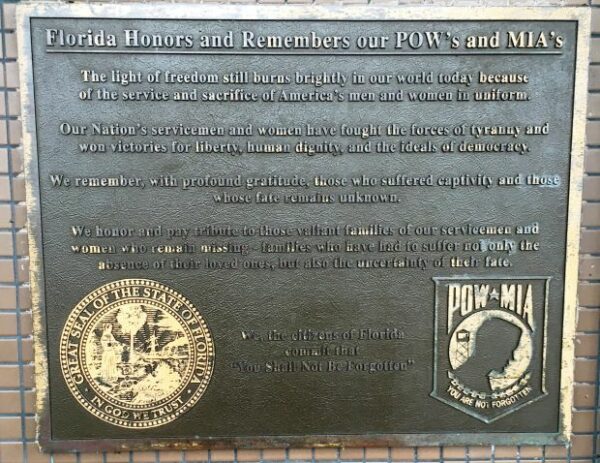 Florida Honors and Remembers our POW's and MIA's
The light of freedom still burns brightly in our world today because
of the service and sacrifice of America's men and women in uniform.
Our Nation's servicemen and women have fought the forces of tyranny and
won victories for liberty, human dignity, and the ideals of democracy.
We remember, with profound gratitude, those who suffered captivity and those
whose fate remains unknown.
We honor and pay tribute to those valiant families of our servicemen and
women who remain missing - families who have had to suffer not only the
absence of their loved ones, but also the uncertainty of their fate.
We, the citizens of Florida
commit that
"You Shall Not Be Forgotten"
GREAT SEAL OF THE STATE OF FLORIDA
IN GOD WE TRUST
POW★MIA
YOU ARE NOT FORGOTTEN